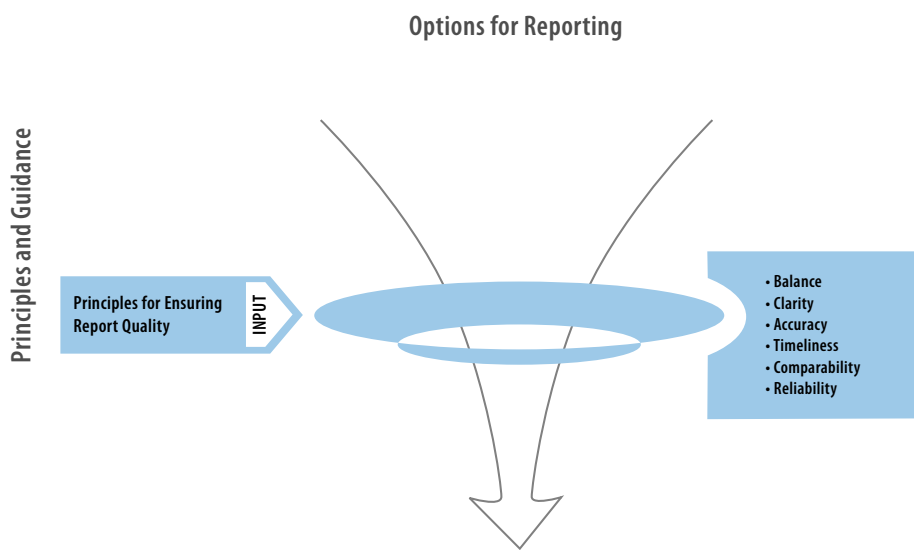 Options for Reporting
Principles and Guidance
Principles for Ensuring
Report Quality
INPUT
• Balance
• Clarity
• Accuracy
• Timeliness
• Comparability
• Reliability